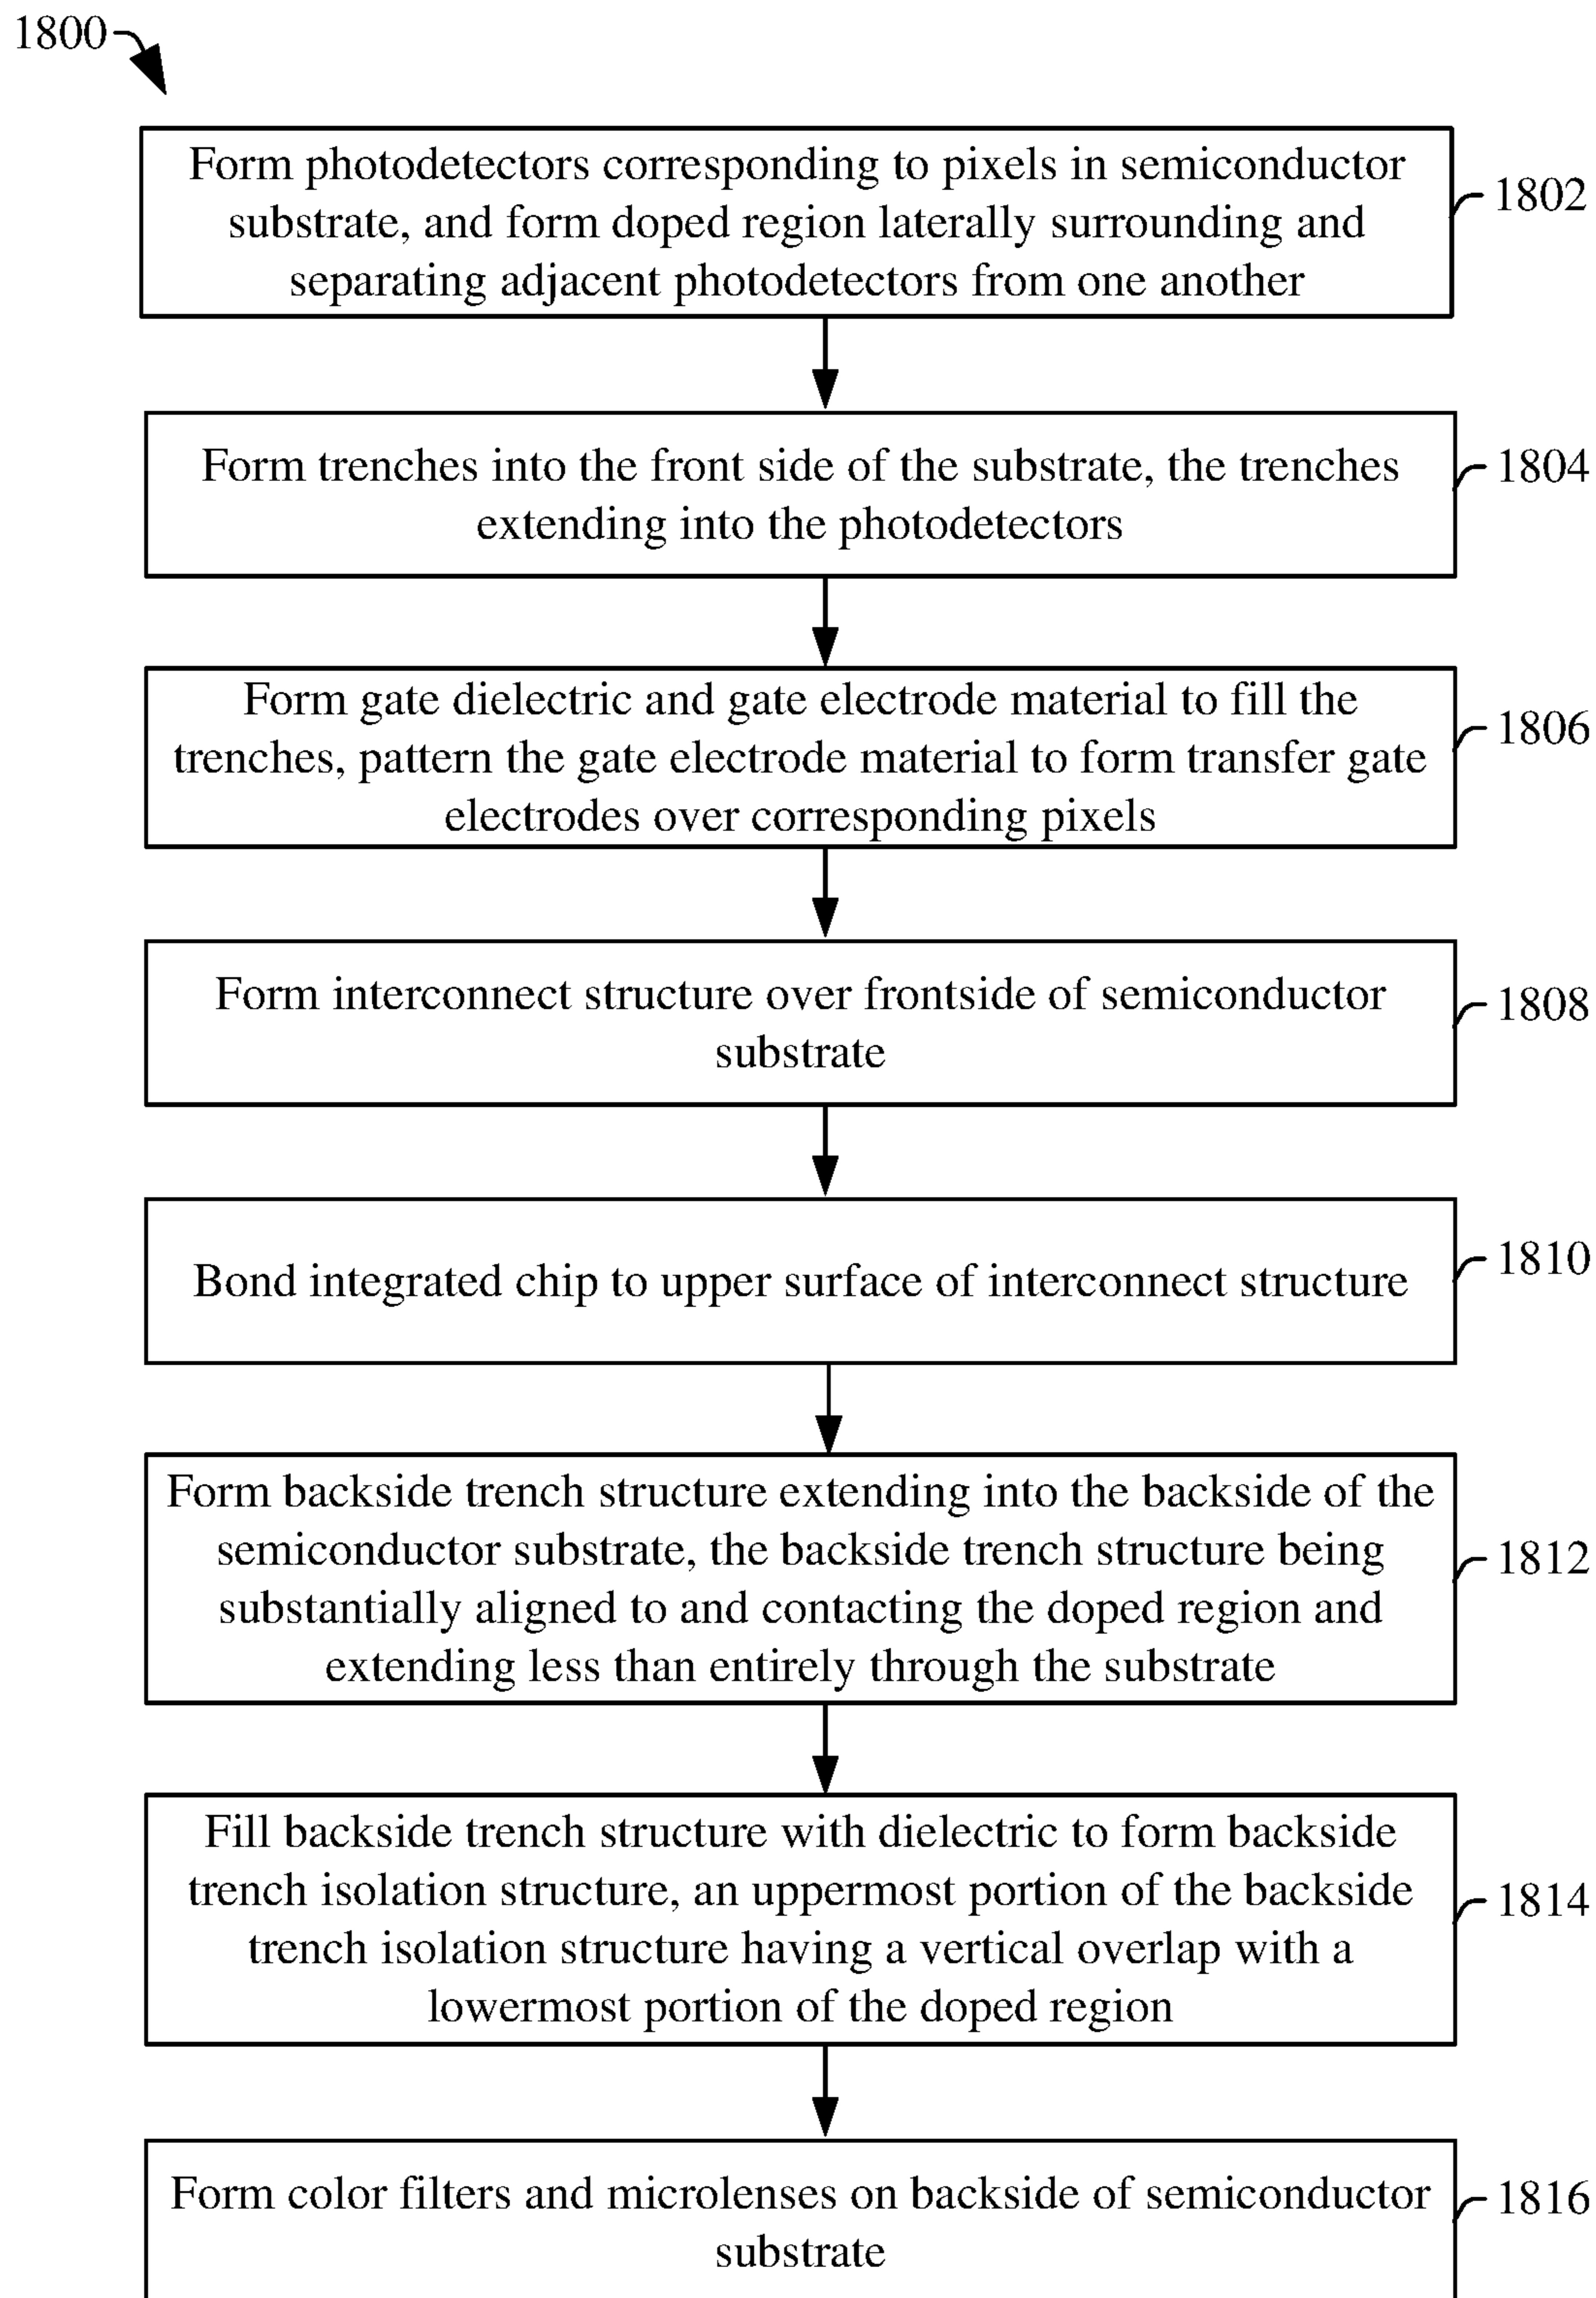 1800
Form photodetectors corresponding to pixels in semiconductor
substrate, and form doped region laterally surrounding and
separating adjacent photodetectors from one another
1802
Form trenches into the front side of the substrate, the trenches
extending into the photodetectors
1804
Form gate dielectric and gate electrode material to fill the
trenches, pattern the gate electrode material to form transfer gate
electrodes over corresponding pixels
1806
Form interconnect structure over frontside of semiconductor
substrate
1808
Bond integrated chip to upper surface of interconnect structure
1810
Form backside trench structure extending into the backside of the
semiconductor substrate, the backside trench structure being
substantially aligned to and contacting the doped region and
extending less than entirely through the substrate
1812
Fill backside trench structure with dielectric to form backside
trench isolation structure, an uppermost portion of the backside
trench isolation structure having a vertical overlap with a
lowermost portion of the doped region
1814
Form color filters and microlenses on backside of semiconductor
substrate
1816